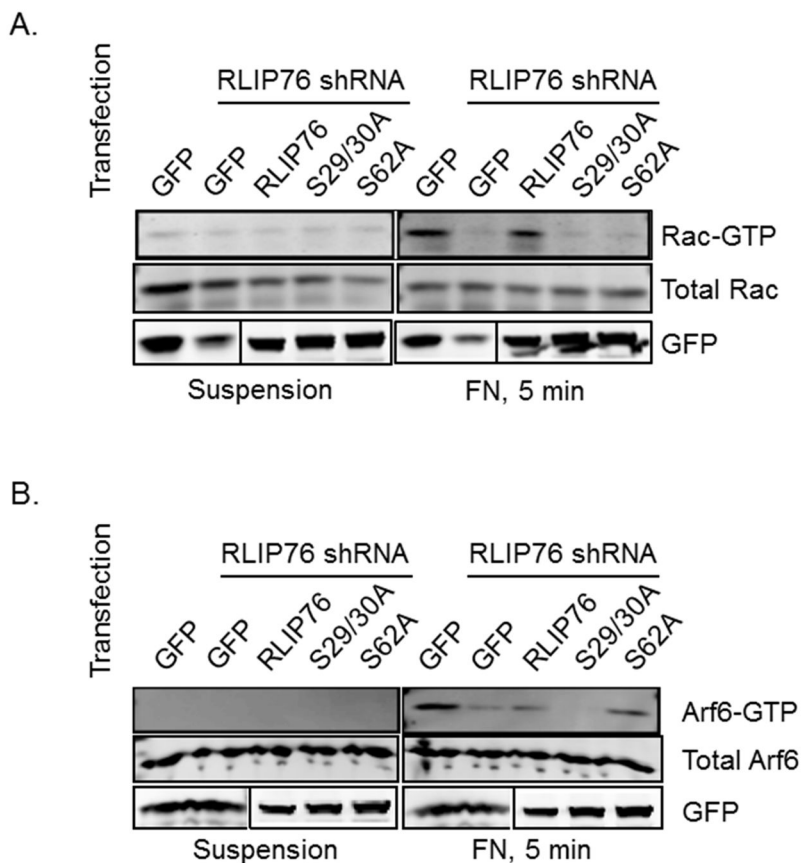 A.
Transfection
RLIP76 shRNA RLIP76 shRNA
GFP GFP RLIP76 S29/30A S62A GFP GFP RLIP76 S29/30A S62A
Rac-GTP
Total Rac
GFP
Suspension FN, 5 min
B.
Transfection
RLIP76 shRNA RLIP76 shRNA
GFP GFP RLIP76 S29/30A S62A GFP GFP RLIP76 S29/30A S62A
Arf6-GTP
Total Arf6
GFP
Suspension FN, 5 min